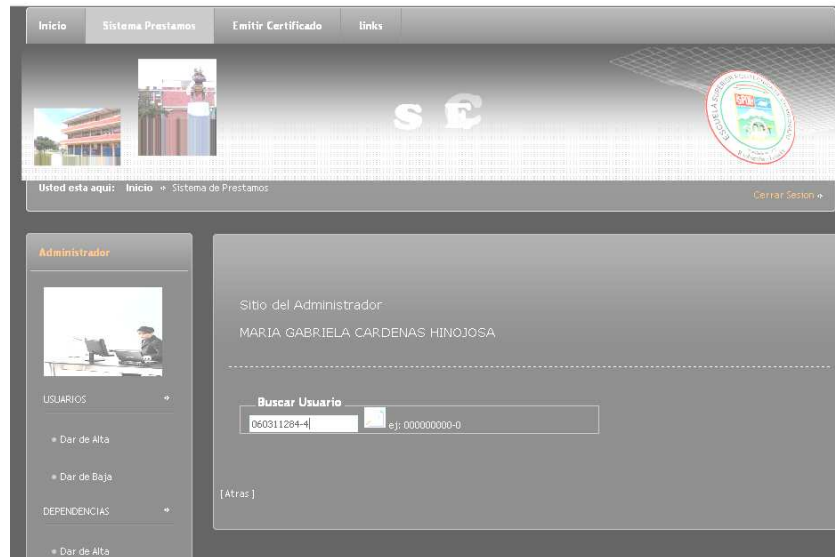 Inicio Sistema Prestamos Emitir Certificado links
S E
Usted esta aqui: Inicio Sistema de Prestamos
Cerrar Sesion
Administrador
Sitio del Administrador
MARIA GABRIELA CARDENAS HINOJOSA
USUARIOS
Buscar Usuario
060311284-4 ej: 000000000-0
Dar de Alta
Dar de Baja
[Atras]
DEPENDENCIAS
Dar de Alta